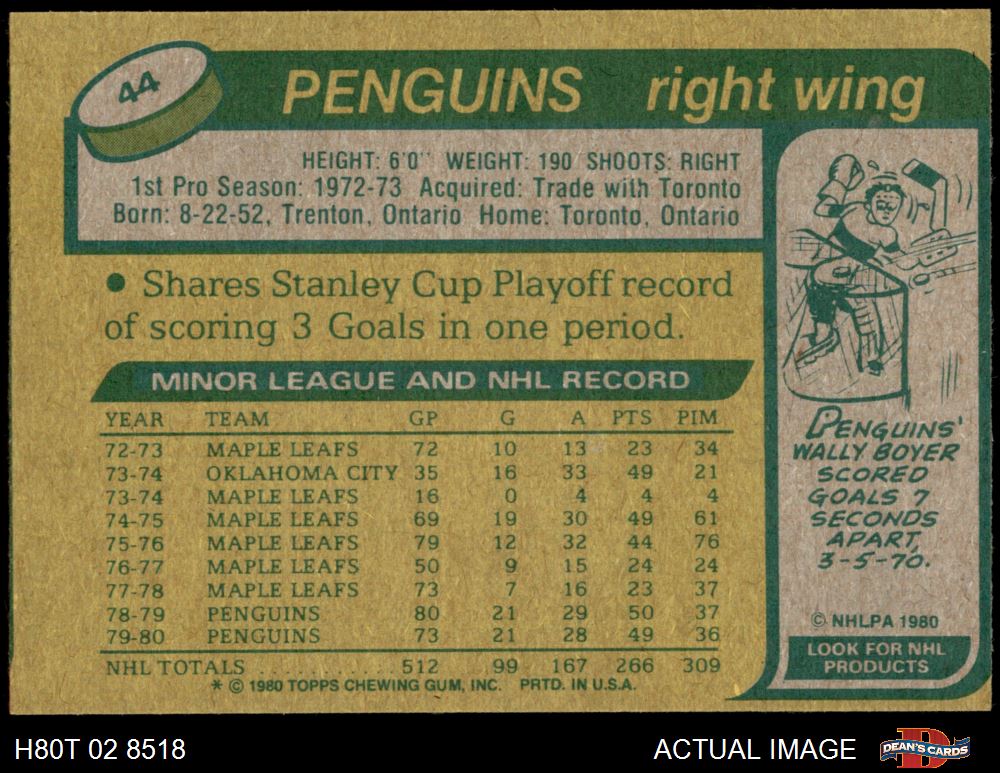 44
PENGUINS right wing
HEIGHT: 6'0" WEIGHT: 190 SHOOTS: RIGHT
1st Pro Season: 1972-73 Acquired: Trade with Toronto
Born: 8-22-52, Trenton, Ontario Home: Toronto, Ontario
• Shares Stanley Cup Playoff record
of scoring 3 Goals in one period.
MINOR LEAGUE AND NHL RECORD
YEAR TEAM GP G A PTS PIM
72-73 MAPLE LEAFS 72 10 13 23 34
73-74 OKLAHOMA CITY 35 16 33 49 21
73-74 MAPLE LEAFS 16 0 4 4 4
74-75 MAPLE LEAFS 69 19 30 49 61
75-76 MAPLE LEAFS 79 12 32 44 76
76-77 MAPLE LEAFS 50 9 15 24 24
77-78 MAPLE LEAFS 73 7 16 23 37
78-79 PENGUINS 80 21 29 50 37
79-80 PENGUINS 73 21 28 49 36
NHL TOTALS .............. 512 99 167 266 309
* © 1980 TOPPS CHEWING GUM, INC. PRTD. IN U.S.A.
PENGUINS'
WALLY BOYER
SCORED
GOALS 7
SECONDS
APART,
3-5-70.
© NHLPA 1980
LOOK FOR NHL
PRODUCTS
H80T 02 8518 ACTUAL IMAGE DEAN'S CARDS